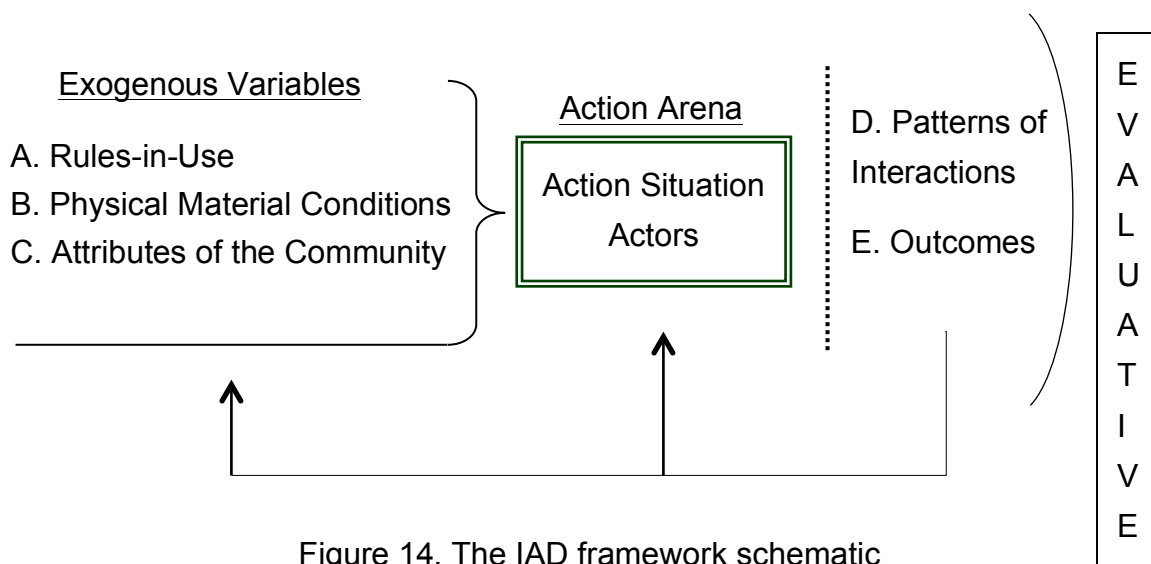 Exogenous Variables
A. Rules-in-Use
B. Physical Material Conditions
C. Attributes of the Community
Action Arena
Action Situation
Actors
D. Patterns of
Interactions
E. Outcomes
E
V
A
L
U
A
T
I
V
E
Figure 14. The IAD framework schematic